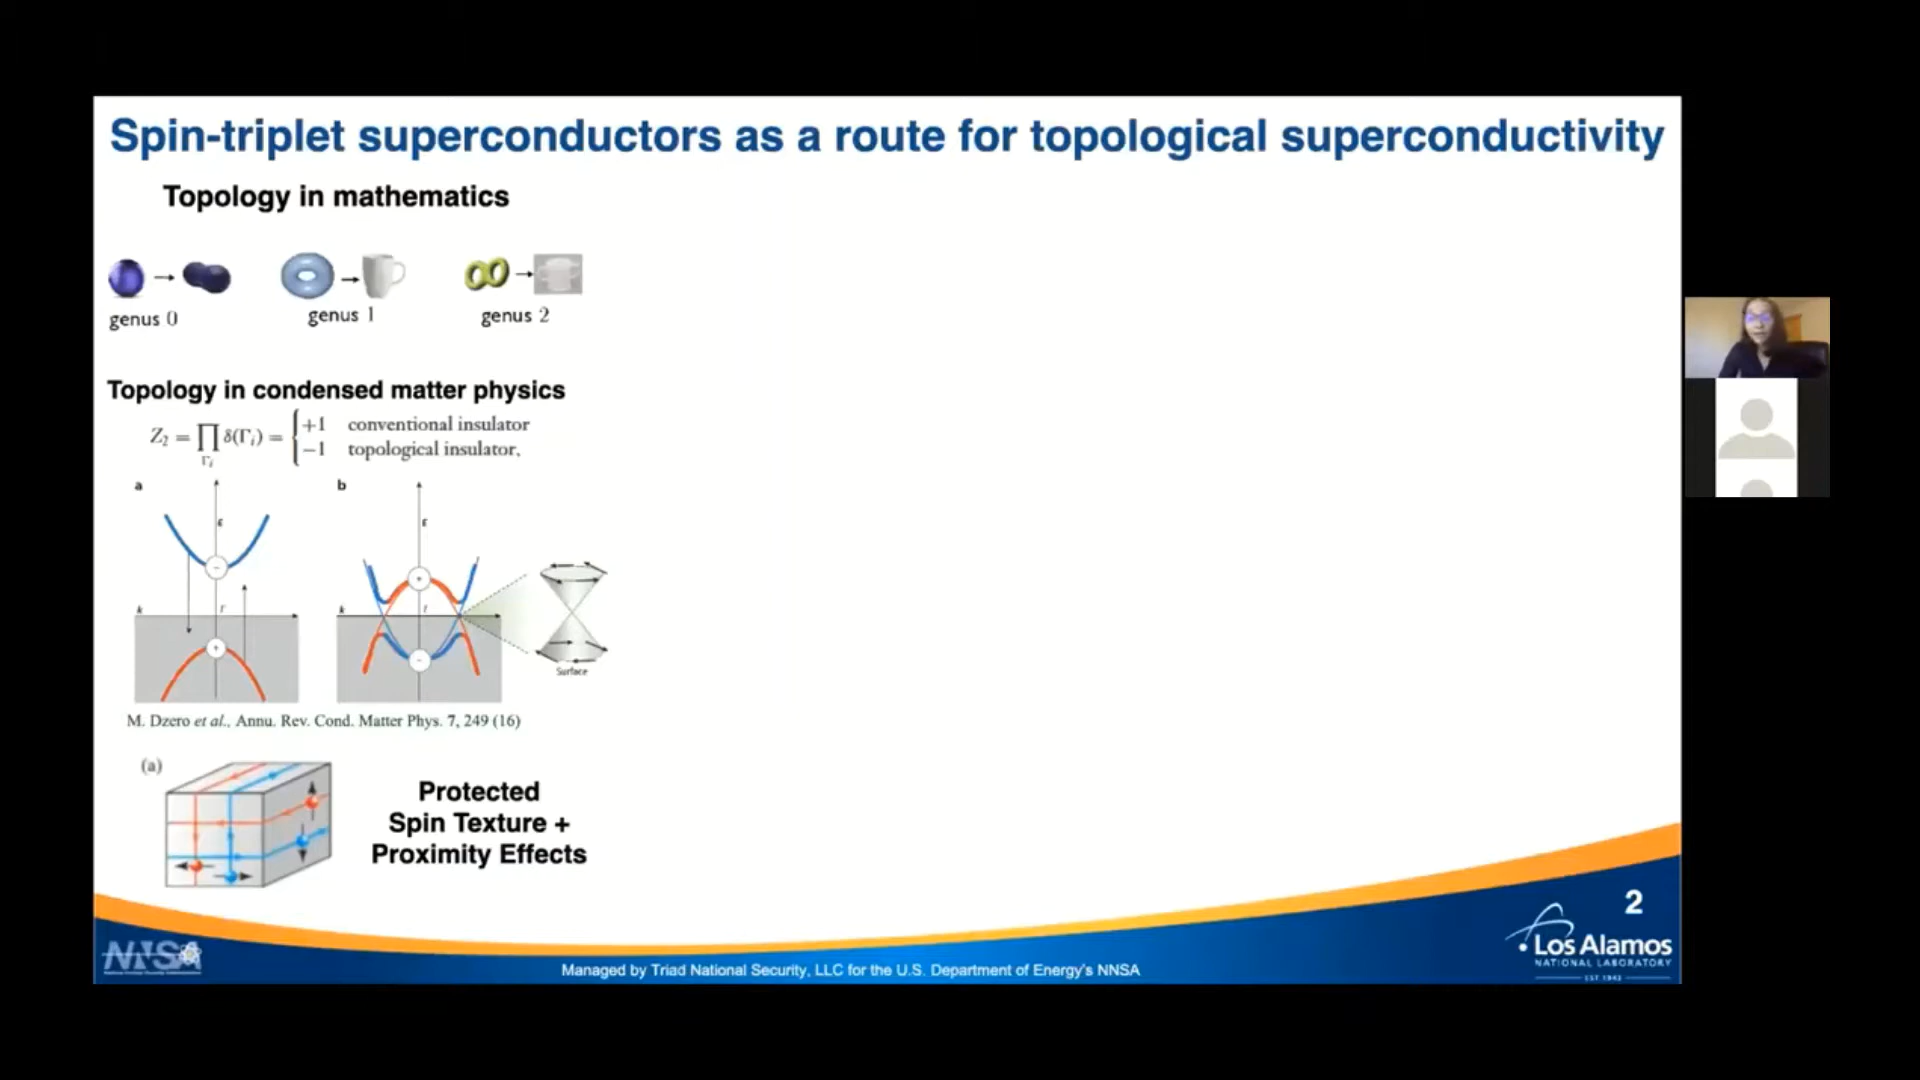 Spin-triplet superconductors as a route for topological superconductivity
Topology in mathematics
genus 0
genus 1
genus 2
Topology in condensed matter physics
Z₂ = ∏ δ(Γᵢ) = { +1 conventional insulator
Γᵢ
−1 topological insulator,
a
b
ε
ε
−
+
k
Γ
k
Γ
+
−
Surface
M. Dzero et al., Annu. Rev. Cond. Matter Phys. 7, 249 (16)
(a)
Protected
Spin Texture +
Proximity Effects
2
NNSA
Los Alamos
NATIONAL LABORATORY
EST 1943
Managed by Triad National Security, LLC for the U.S. Department of Energy's NNSA